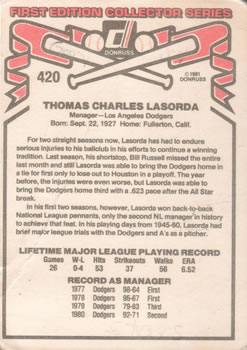 FIRST EDITION COLLECTOR SERIES
DONRUSS
420
© 1981
DONRUSS
THOMAS CHARLES LASORDA
Manager—Los Angeles Dodgers
Born: Sept. 22, 1927 Home: Fullerton, Calif.
For two straight seasons now, Lasorda has had to endure
serious injuries to his ballclub in his efforts to continue a winning
tradition. Last season, his shortstop, Bill Russell missed the entire
stretch and still Lasorda was able to bring the Dodgers home in
a tie for first only to lose out to Houston in a playoff. The year
before, the injuries were even worse, but Lasorda still was able to
bring the Dodgers home third with a .623 pace after the All Star
break.
In his first two seasons, however, Lasorda won back-to-back
National League pennants, only the second NL manager in history
to achieve that feat. In his playing days from 1945-60, Lasorda had
brief major league trials with the Dodgers and A's as a pitcher.
LIFETIME MAJOR LEAGUE PLAYING RECORD
Games W-L Hits Strikeouts Walks ERA
26 0-4 53 37 56 6.52
RECORD AS MANAGER
1977 Dodgers 98-64 First
1978 Dodgers 95-67 First
1979 Dodgers 79-83 Third
1980 Dodgers 92-71 Second